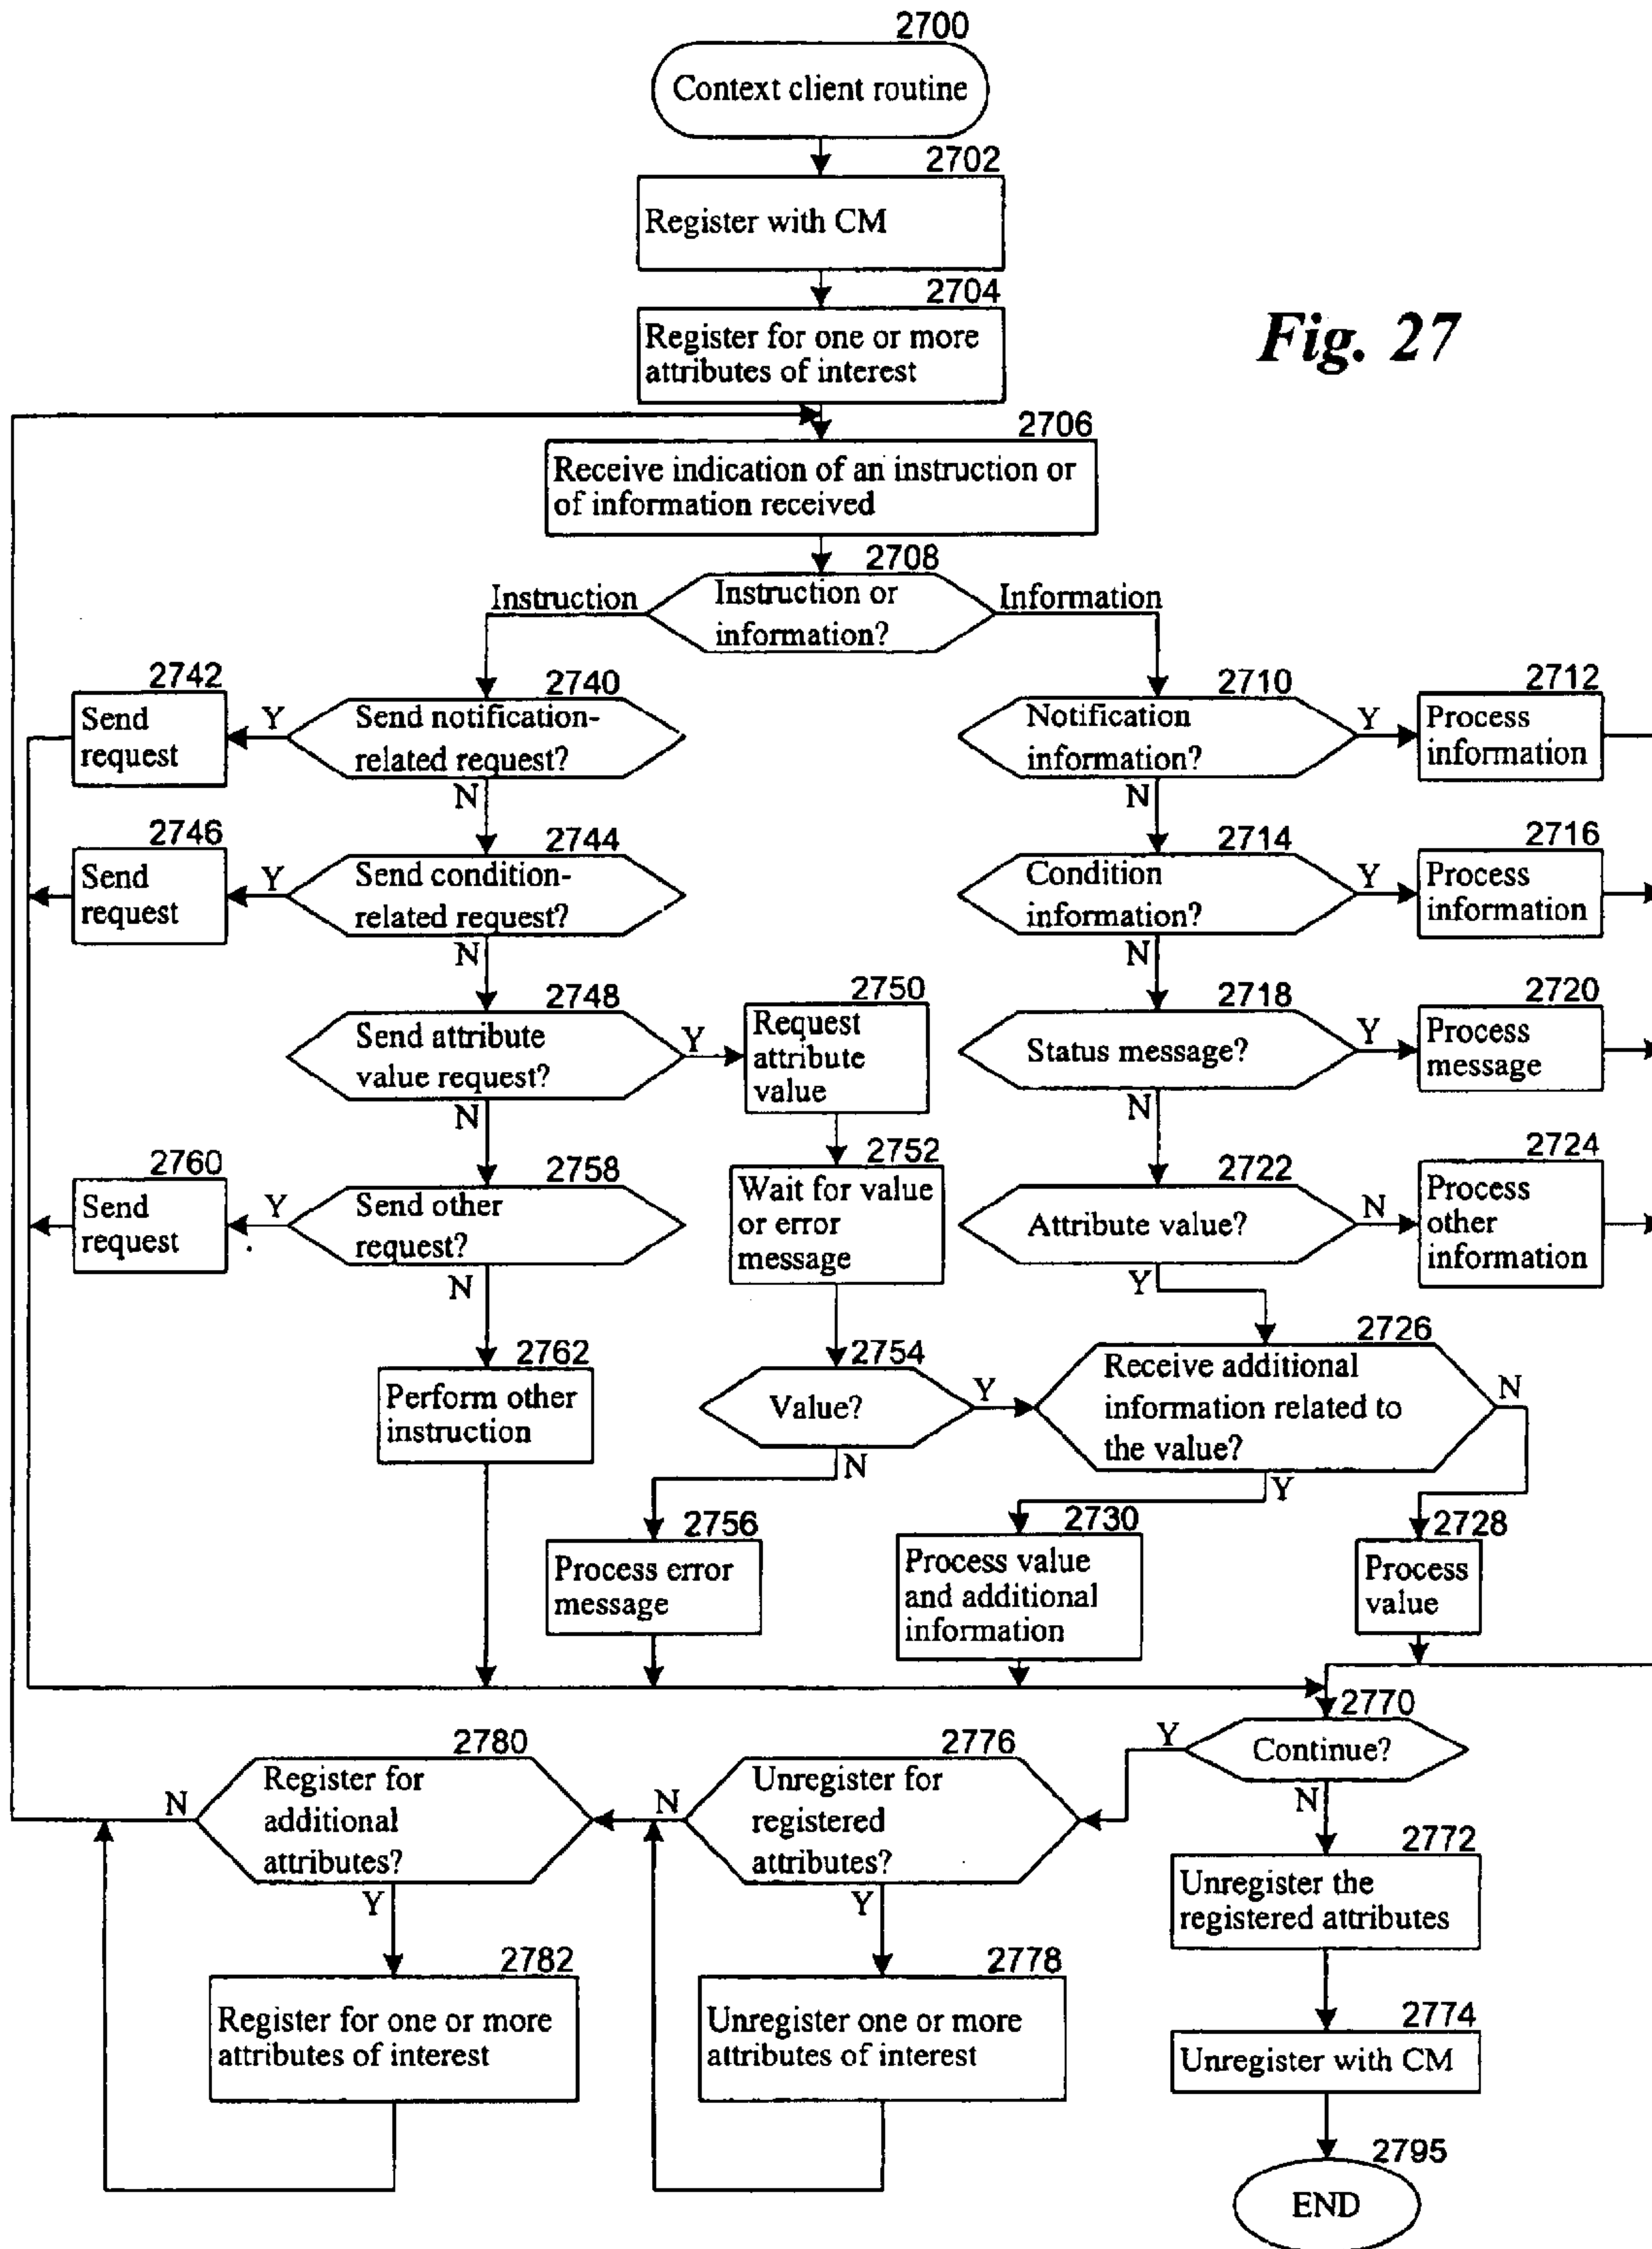 2700
Context client routine
2702
Register with CM
2704
Register for one or more
attributes of interest
Fig. 27
2706
Receive indication of an instruction or
of information received
2708
Instruction or
information?
Instruction
Information
2742
Send
request
Y
2740
Send notification-
related request?
N
2710
Notification
information?
Y
N
2712
Process
information
2746
Send
request
Y
2744
Send condition-
related request?
N
2714
Condition
information?
Y
N
2716
Process
information
2748
Send attribute
value request?
Y
N
2750
Request
attribute
value
2718
Status message?
Y
N
2720
Process
message
2760
Send
request
Y
2758
Send other
request?
N
2752
Wait for value
or error
message
2722
Attribute value?
N
Y
2724
Process
other
information
2762
Perform other
instruction
2754
Value?
Y
N
2726
Receive additional
information related to
the value?
N
Y
2756
Process error
message
2730
Process value
and additional
information
2728
Process
value
2770
Continue?
Y
N
2780
Register for
additional
attributes?
N
Y
2776
Unregister for
registered
attributes?
N
Y
2772
Unregister the
registered attributes
2782
Register for one or more
attributes of interest
2778
Unregister one or more
attributes of interest
2774
Unregister with CM
2795
END